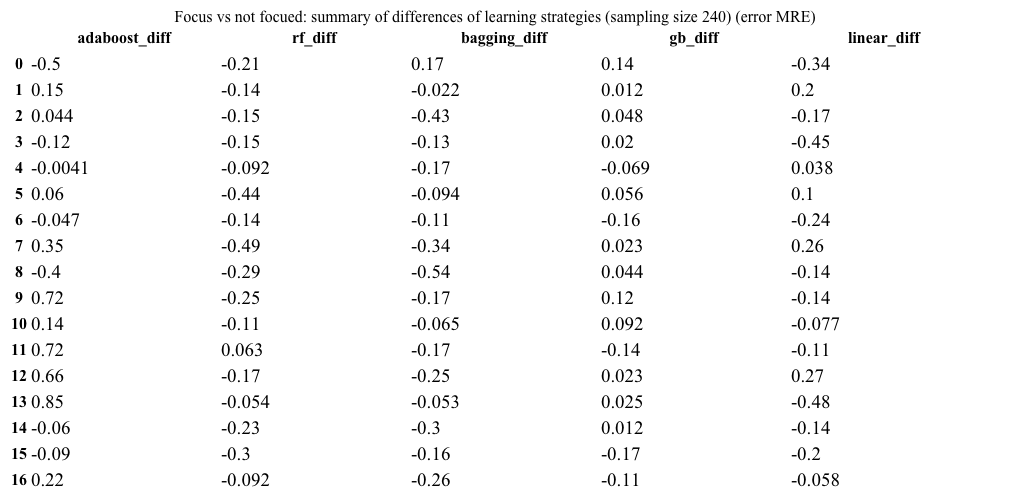 Focus vs not focued: summary of differences of learning strategies (sampling size 240) (error MRE)
adaboost_diff rf_diff bagging_diff gb_diff linear_diff
0 -0.5 -0.21 0.17 0.14 -0.34
1 0.15 -0.14 -0.022 0.012 0.2
2 0.044 -0.15 -0.43 0.048 -0.17
3 -0.12 -0.15 -0.13 0.02 -0.45
4 -0.0041 -0.092 -0.17 -0.069 0.038
5 0.06 -0.44 -0.094 0.056 0.1
6 -0.047 -0.14 -0.11 -0.16 -0.24
7 0.35 -0.49 -0.34 0.023 0.26
8 -0.4 -0.29 -0.54 0.044 -0.14
9 0.72 -0.25 -0.17 0.12 -0.14
10 0.14 -0.11 -0.065 0.092 -0.077
11 0.72 0.063 -0.17 -0.14 -0.11
12 0.66 -0.17 -0.25 0.023 0.27
13 0.85 -0.054 -0.053 0.025 -0.48
14 -0.06 -0.23 -0.3 0.012 -0.14
15 -0.09 -0.3 -0.16 -0.17 -0.2
16 0.22 -0.092 -0.26 -0.11 -0.058